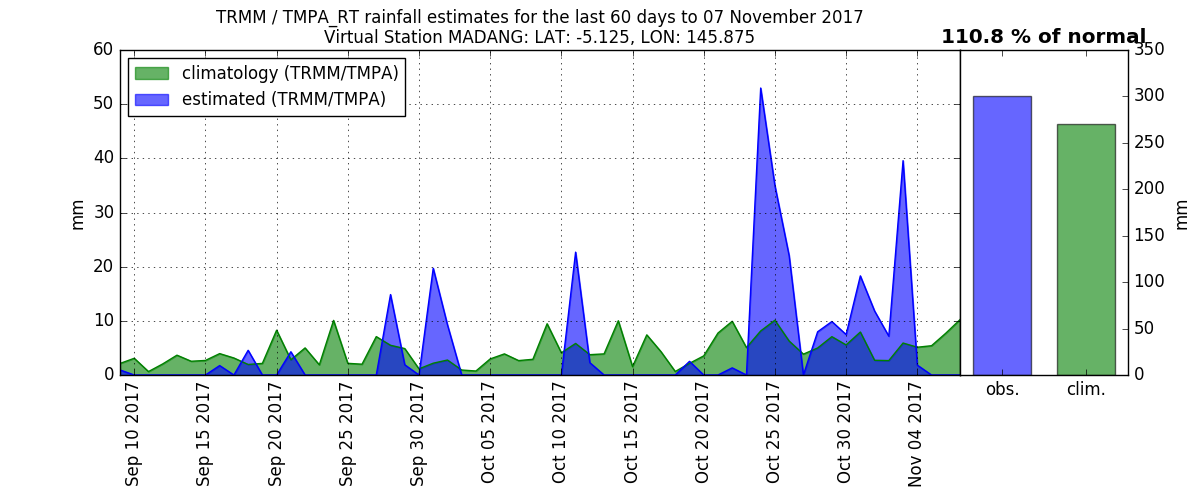 TRMM / TMPA_RT rainfall estimates for the last 60 days to 07 November 2017
Virtual Station MADANG: LAT: -5.125, LON: 145.875
110.8 % of normal
climatology (TRMM/TMPA)
estimated (TRMM/TMPA)
60
50
40
30
20
10
0
mm
Sep 10 2017
Sep 15 2017
Sep 20 2017
Sep 25 2017
Sep 30 2017
Oct 05 2017
Oct 10 2017
Oct 15 2017
Oct 20 2017
Oct 25 2017
Oct 30 2017
Nov 04 2017
obs.
clim.
350
300
250
200
150
100
50
0
mm